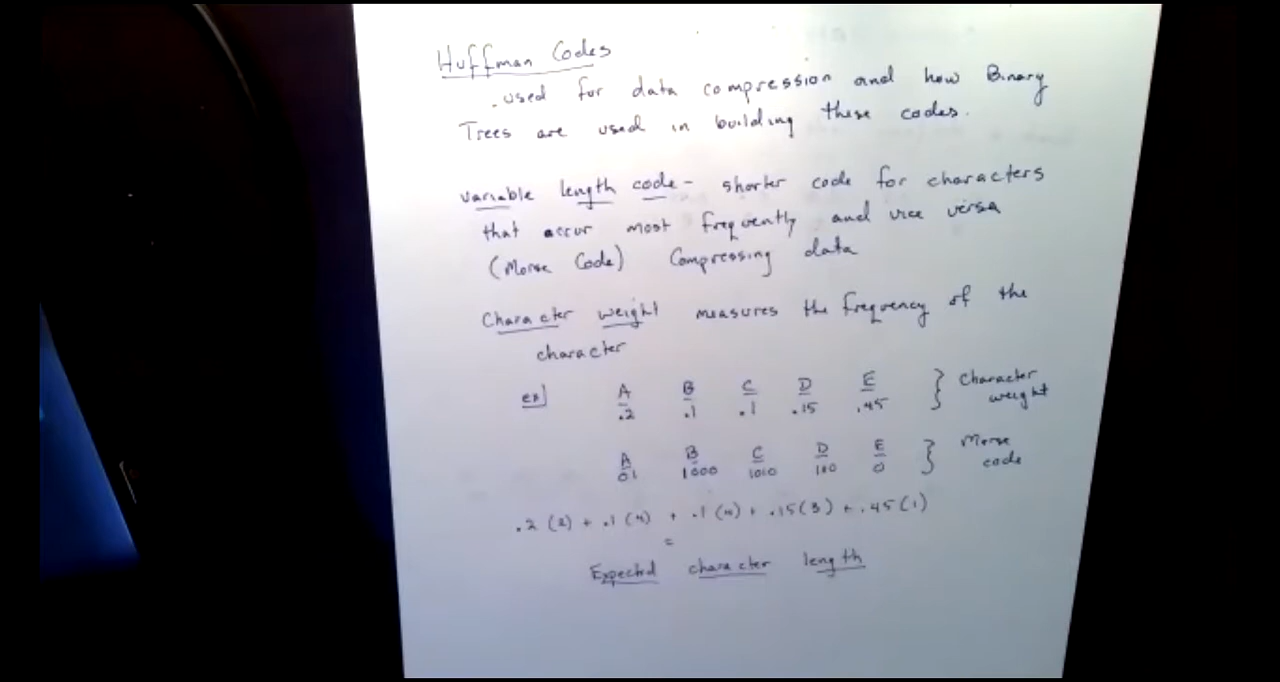 Huffman Codes
. used for data compression and how Binary
Trees are used in building these codes.
variable length code - shorter code for characters
that occur most frequently and vice versa
(Morse Code) Compressing data
Character weight measures the frequency of the
character
ex] A B C D E } Character
.2 .1 .1 .15 .45 weight
A B C D E } Morse
01 1000 1010 100 0 code
.2 (2) + .1 (4) + .1 (4) + .15 (3) + .45 (1)
=
Expected character length